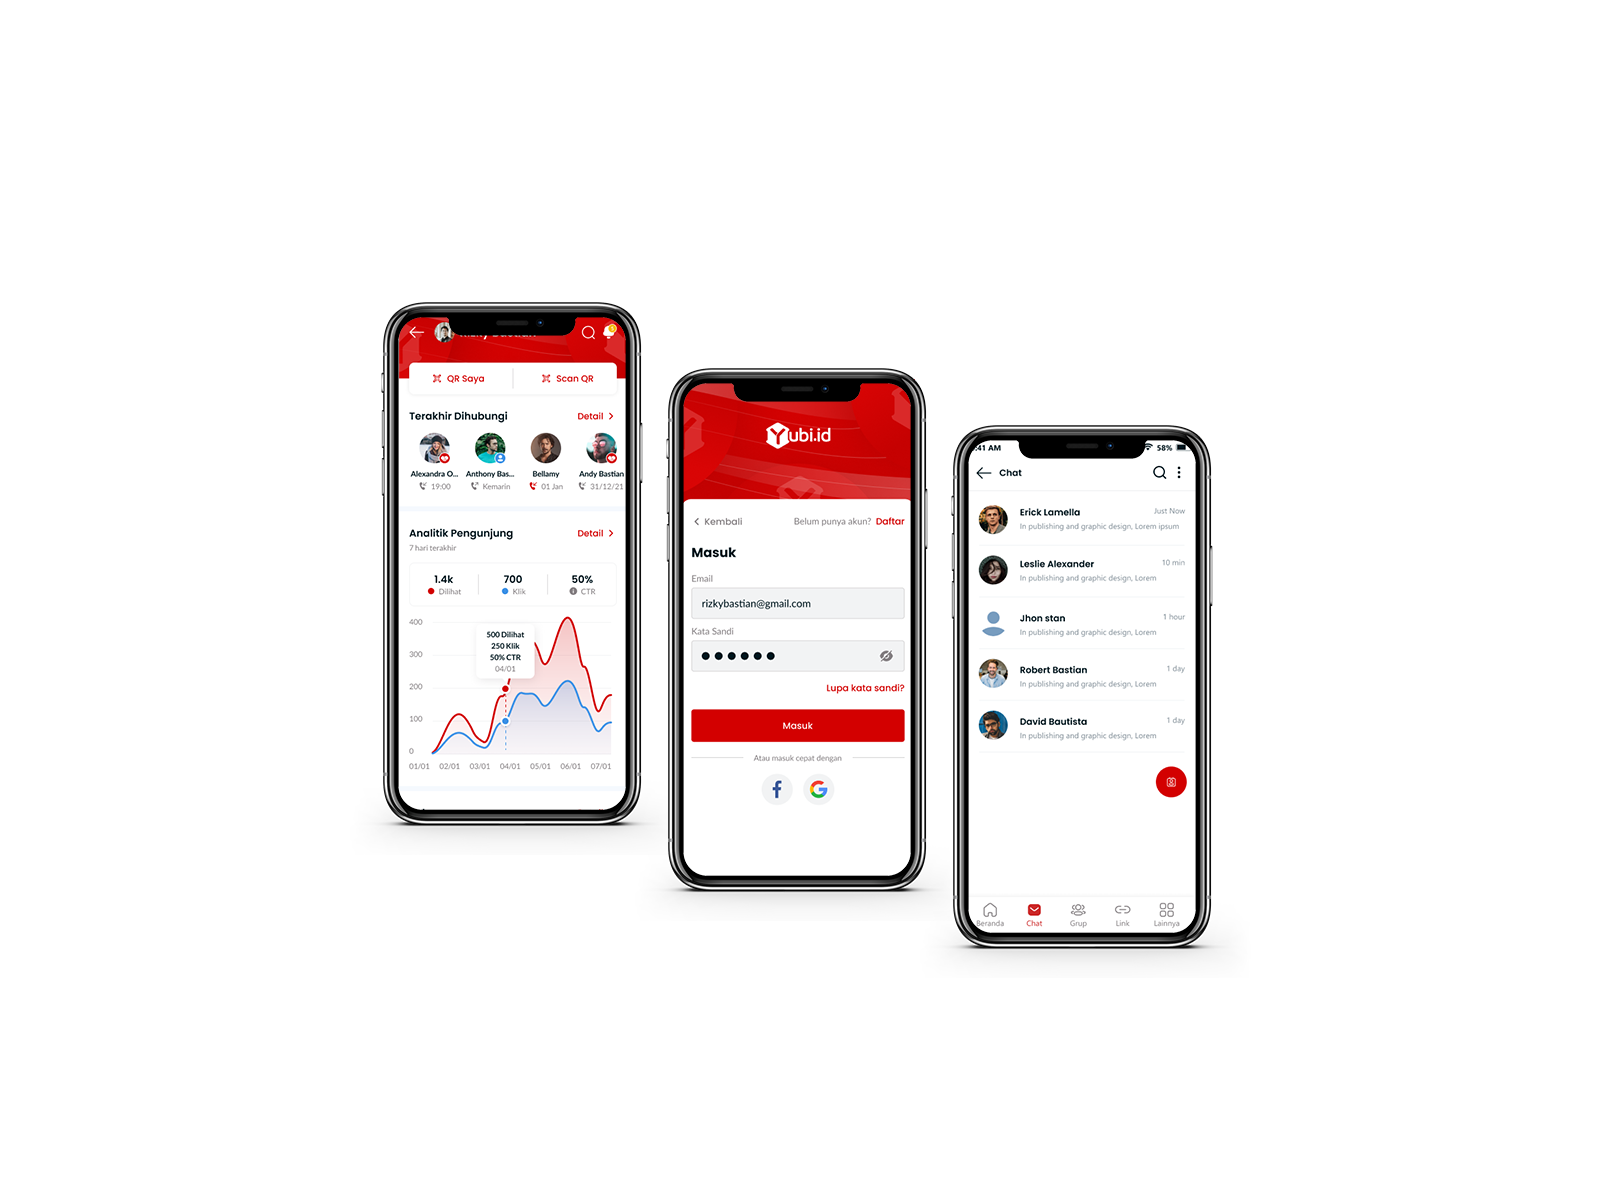 QR Saya
Scan QR
Terakhir Dihubungi
Detail
Alexandra O...
Anthony Bas...
Bellamy
Andy Bastian
19:00
Kemarin
01 Jan
31/12/21
Analitik Pengunjung
Detail
7 hari terakhir
1.4k
700
50%
Dilihat
Klik
CTR
400
300
200
100
0
500 Dilihat
250 Klik
50% CTR
04/01
01/01
02/01
03/01
04/01
05/01
06/01
07/01
Yubi.id
Kembali
Belum punya akun? Daftar
Masuk
Email
rizkybastian@gmail.com
Kata Sandi
Lupa kata sandi?
Masuk
Atau masuk cepat dengan
:41 AM
58%
Chat
Erick Lamella
Just Now
In publishing and graphic design, Lorem ipsum
Leslie Alexander
10 min
In publishing and graphic design, Lorem
Jhon stan
1 hour
In publishing and graphic design, Lorem
Robert Bastian
1 day
In publishing and graphic design, Lorem
David Bautista
1 day
In publishing and graphic design, Lorem
Beranda
Chat
Grup
Link
Lainnya